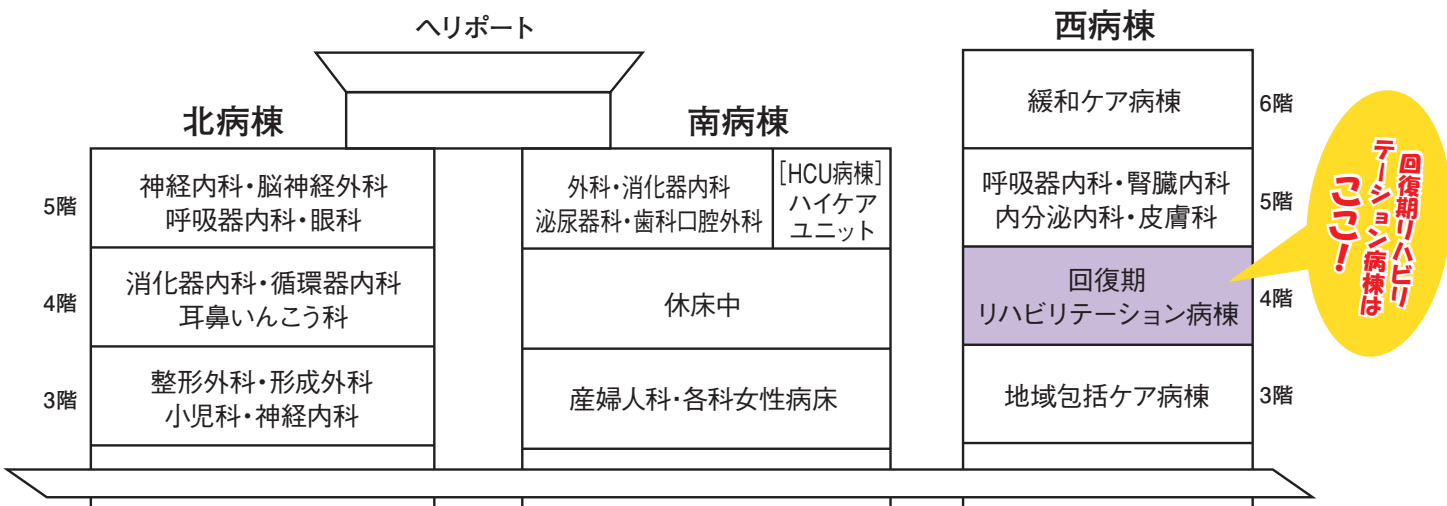 ヘリポート
北病棟
南病棟
西病棟
5階
神経内科・脳神経外科
呼吸器内科・眼科
4階
消化器内科・循環器内科
耳鼻いんこう科
3階
整形外科・形成外科
小児科・神経内科
外科・消化器内科
泌尿器科・歯科口腔外科
[HCU病棟]
ハイケア
ユニット
休床中
産婦人科・各科女性病床
緩和ケア病棟
6階
呼吸器内科・腎臓内科
内分泌内科・皮膚科
5階
回復期
リハビリテーション病棟
4階
地域包括ケア病棟
3階
回復期リハビリ
テーション病棟は
ここ!